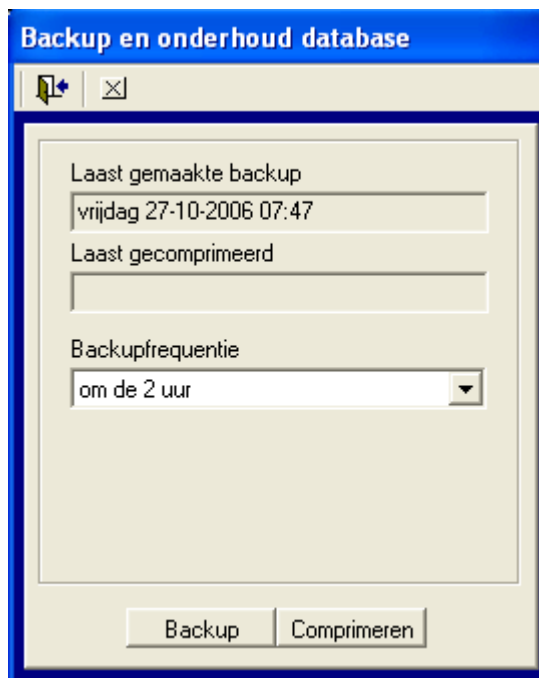 Backup en onderhoud database
Laast gemaakte backup
vrijdag 27-10-2006 07:47
Laast gecomprimeerd
Backupfrequentie
om de 2 uur
Backup
Comprimeren